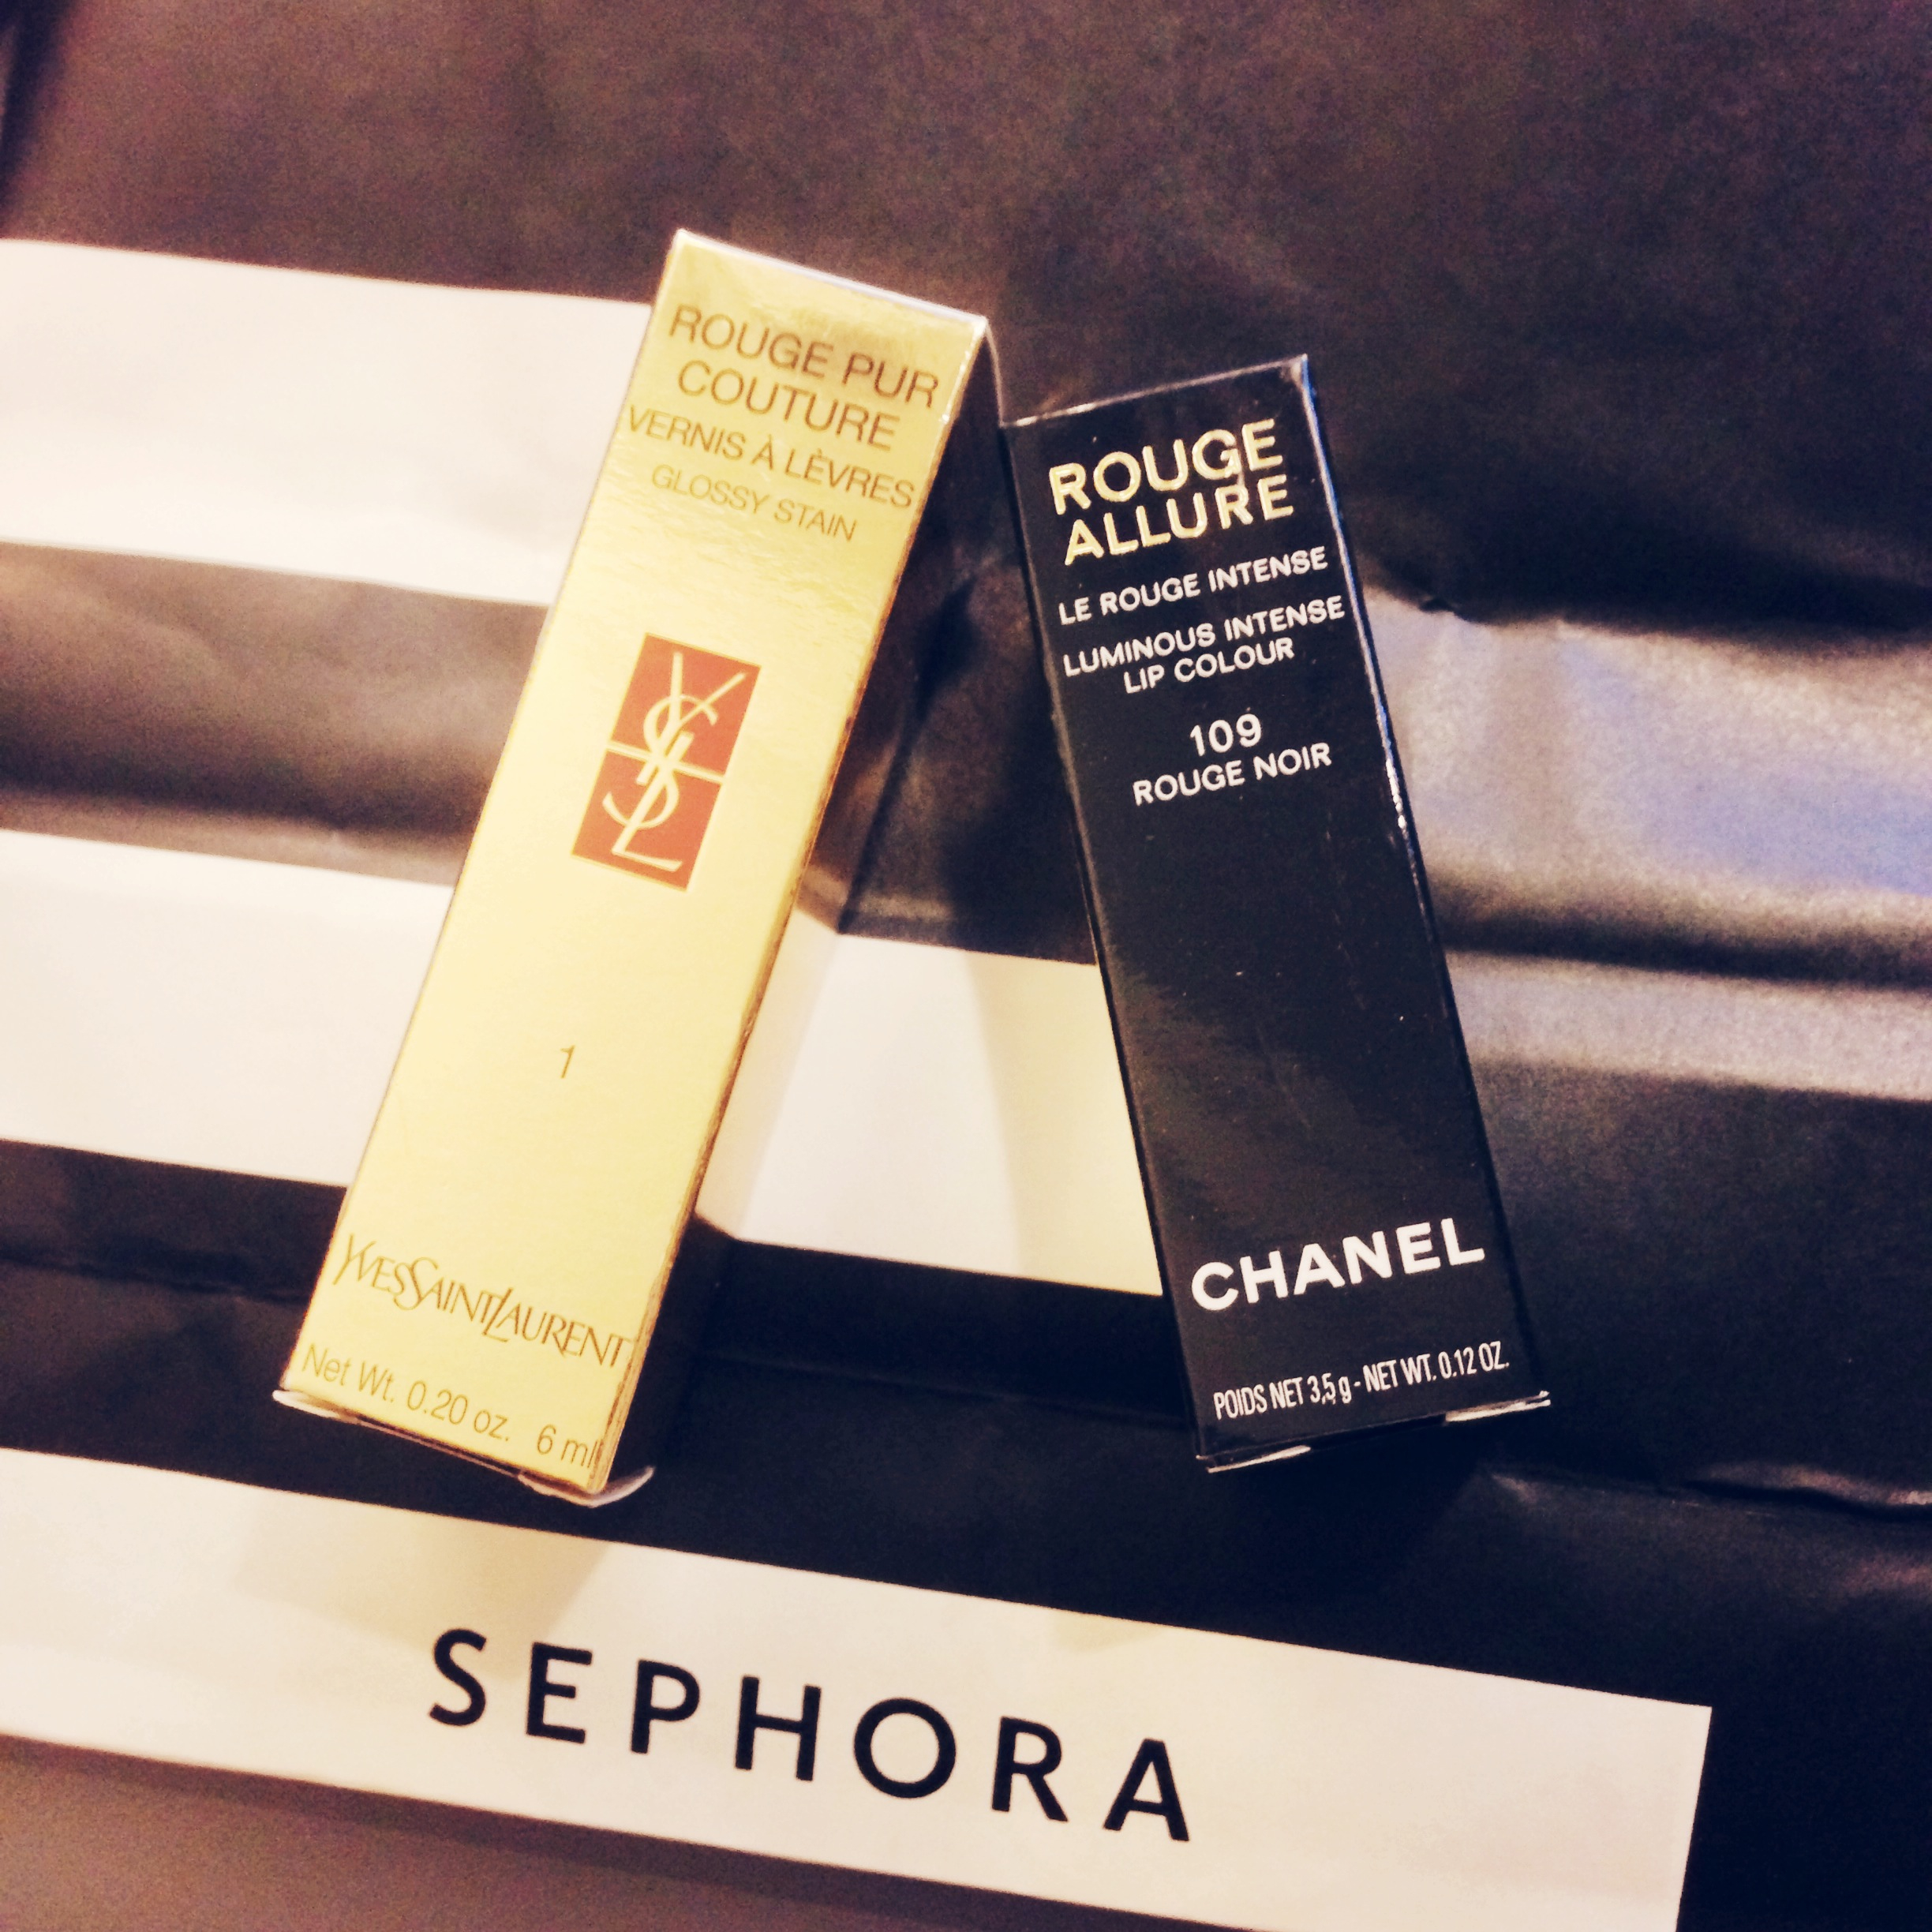 ROUGE PUR
COUTURE
VERNIS À LÈVRES
GLOSSY STAIN
YSL
1
YVESSAINTLAURENT
Net Wt. 0.20 oz. 6 ml
ROUGE
ALLURE
LE ROUGE INTENSE
LUMINOUS INTENSE
LIP COLOUR
109
ROUGE NOIR
CHANEL
POIDS NET 3,5 g - NET WT. 0.12 OZ.
SEPHORA